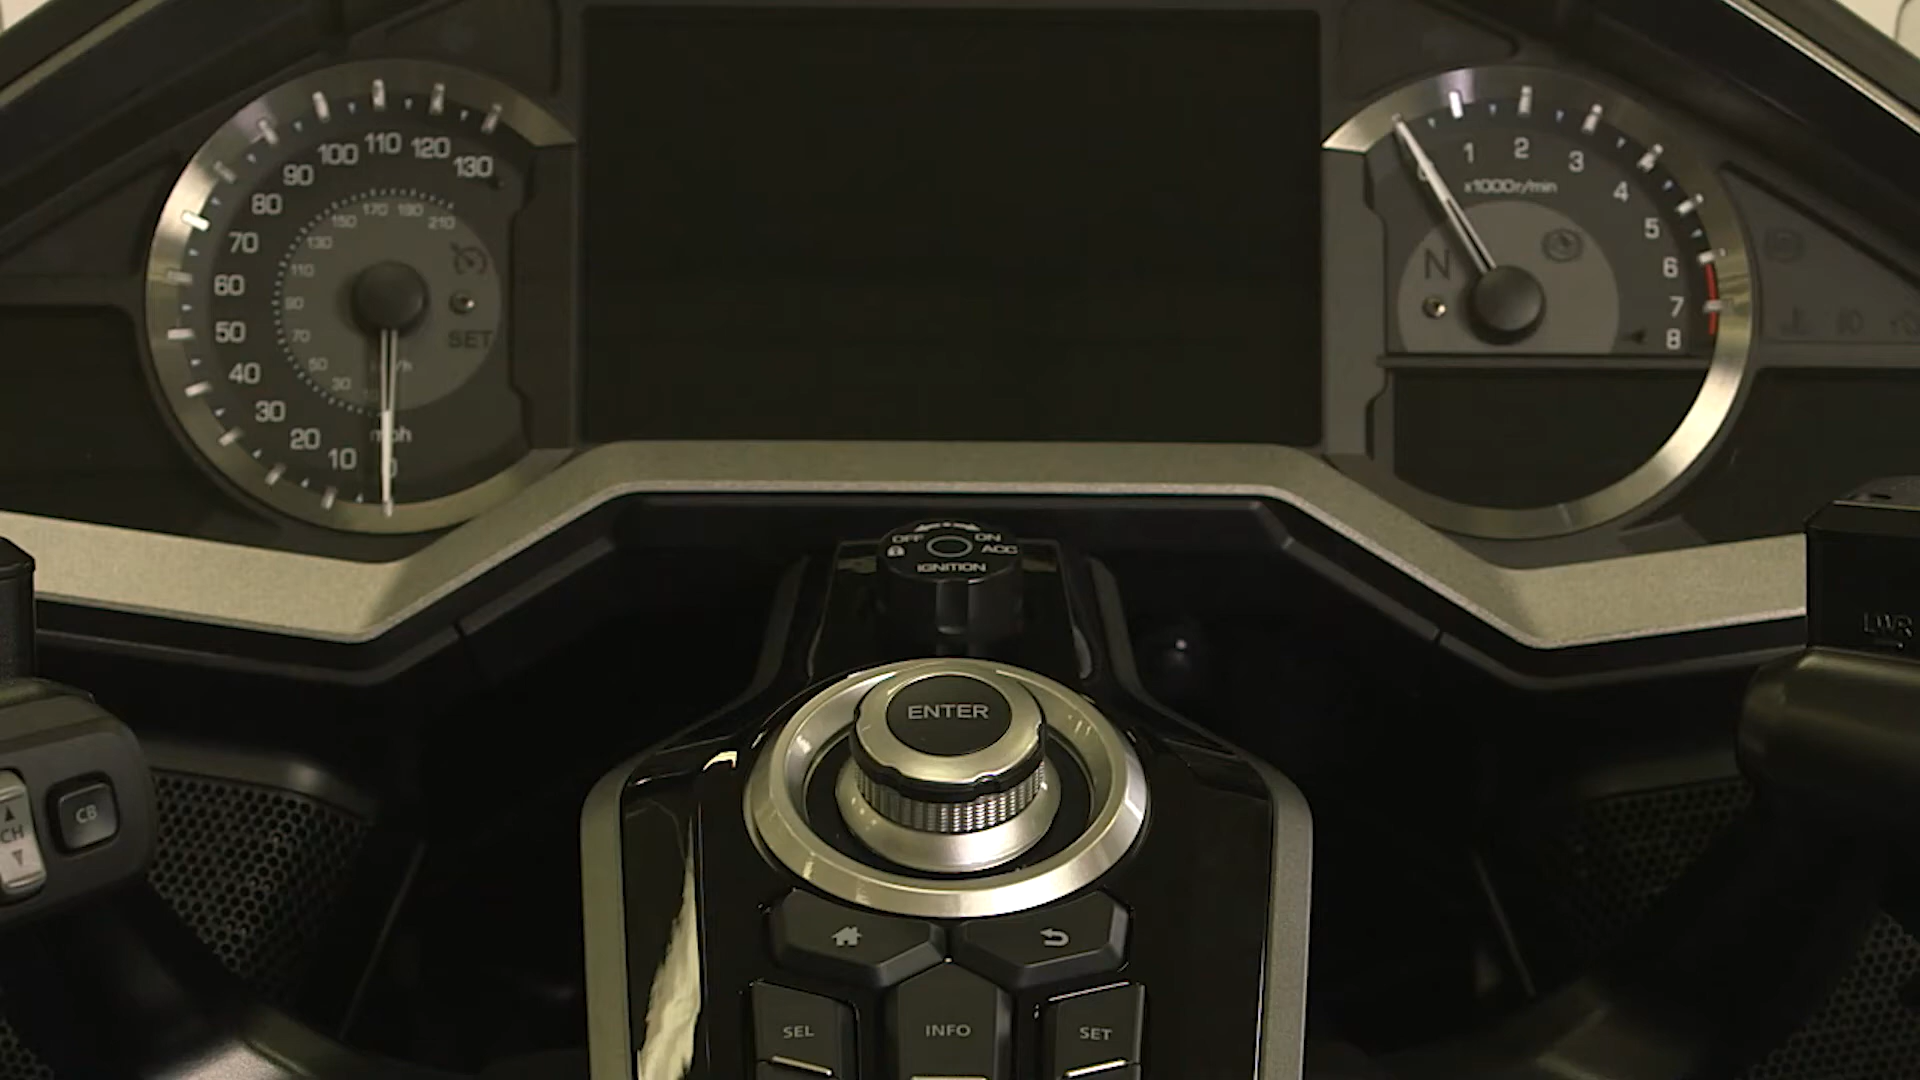 130
120
110
100
90
80
70
60
50
40
30
20
10
0
mph
210
190
170
150
130
110
90
70
50
30
SET
1
2
3
4
5
6
7
8
x1000r/min
N
OFF
ON
ACC
IGNITION
ENTER
CH
CB
SEL
INFO
SET